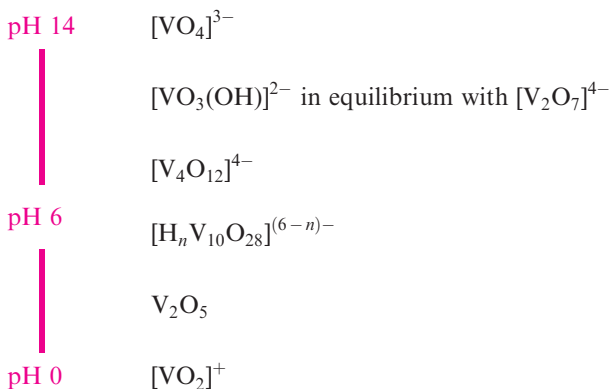 pH 14 [VO₄]³⁻
[VO₃(OH)]²⁻ in equilibrium with [V₂O₇]⁴⁻
[V₄O₁₂]⁴⁻
pH 6 [HₙV₁₀O₂₈]⁽⁶⁻ⁿ⁾⁻
V₂O₅
pH 0 [VO₂]⁺